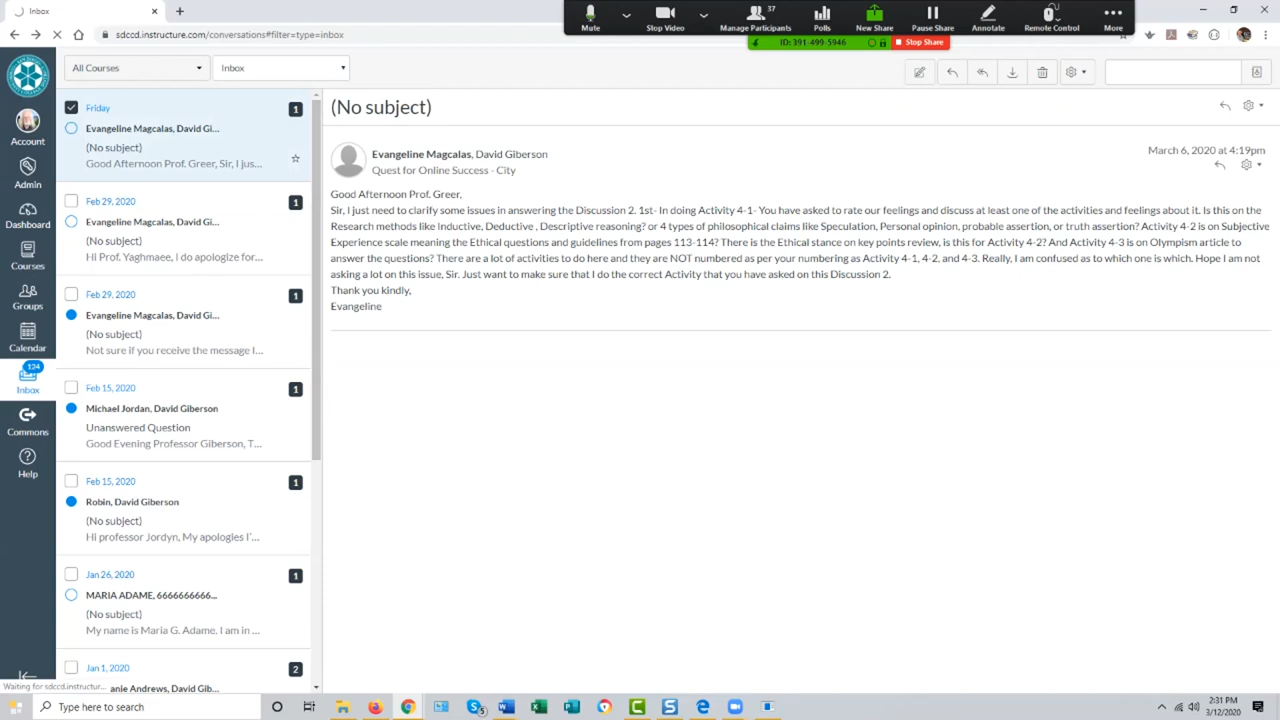 Inbox
37
Mute
Stop Video
Manage Participants
Polls
New Share
Pause Share
Annotate
Remote Control
More
sdccd.instructure.com/conversations#filter=type=inbox
ID: 391-499-5946
Stop Share
All Courses
Inbox
Account
Admin
Dashboard
Courses
Groups
Calendar
124
Inbox
Commons
Help
Friday
1
Evangeline Magcalas, David Gi...
(No subject)
Good Afternoon Prof. Greer, Sir, I jus...
Feb 29, 2020
1
Evangeline Magcalas, David Gi...
(No subject)
Hi Prof. Yaghmaee, I do apologize for...
Feb 29, 2020
1
Evangeline Magcalas, David Gi...
(No subject)
Not sure if you receive the message I...
Feb 15, 2020
1
Michael Jordan, David Giberson
Unanswered Question
Good Evening Professor Giberson, T...
Feb 15, 2020
1
Robin, David Giberson
(No subject)
Hi professor Jordyn, My apologies I'...
Jan 26, 2020
1
MARIA ADAME, 6666666666...
(No subject)
My name is Maria G. Adame. I am in ...
Jan 1, 2020
2
anie Andrews, David Gib...
(No subject)
Evangeline Magcalas, David Giberson
March 6, 2020 at 4:19pm
Quest for Online Success - City
Good Afternoon Prof. Greer,
Sir, I just need to clarify some issues in answering the Discussion 2. 1st- In doing Activity 4-1- You have asked to rate our feelings and discuss at least one of the activities and feelings about it. Is this on the
Research methods like Inductive, Deductive , Descriptive reasoning? or 4 types of philosophical claims like Speculation, Personal opinion, probable assertion, or truth assertion? Activity 4-2 is on Subjective
Experience scale meaning the Ethical questions and guidelines from pages 113-114? There is the Ethical stance on key points review, is this for Activity 4-2? And Activity 4-3 is on Olympism article to
answer the questions? There are a lot of activities to do here and they are NOT numbered as per your numbering as Activity 4-1, 4-2, and 4-3. Really, I am confused as to which one is which. Hope I am not
asking a lot on this issue, Sir. Just want to make sure that I do the correct Activity that you have asked on this Discussion 2.
Thank you kindly,
Evangeline
Waiting for sdccd.instructur...
Type here to search
5
2:31 PM
3/12/2020